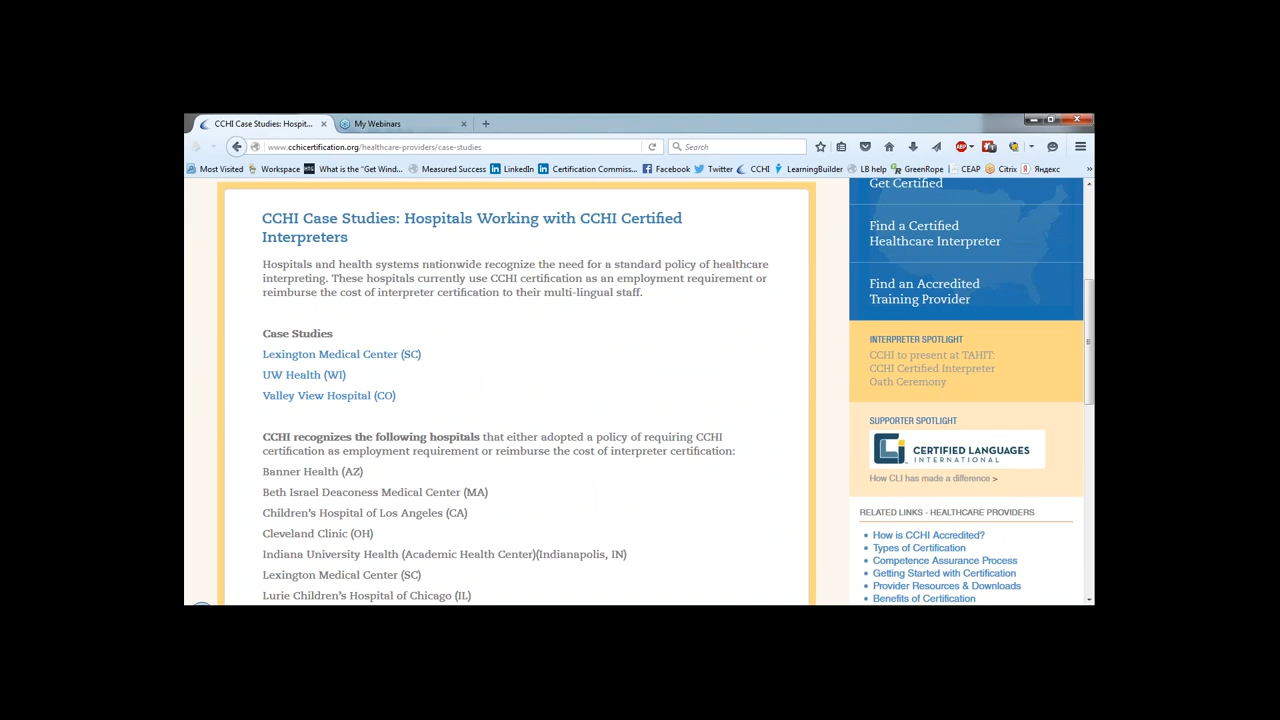 CCHI Case Studies: Hospit...
My Webinars
www.cchicertification.org/healthcare-providers/case-studies
Search
Most Visited
Workspace
What is the "Get Wind...
Measured Success
LinkedIn
Certification Commiss...
Facebook
Twitter
CCHI
LearningBuilder
LB help
GreenRope
CEAP
Citrix
Яндекс
CCHI Case Studies: Hospitals Working with CCHI Certified
Interpreters
Hospitals and health systems nationwide recognize the need for a standard policy of healthcare
interpreting. These hospitals currently use CCHI certification as an employment requirement or
reimburse the cost of interpreter certification to their multi-lingual staff.
Case Studies
Lexington Medical Center (SC)
UW Health (WI)
Valley View Hospital (CO)
CCHI recognizes the following hospitals that either adopted a policy of requiring CCHI
certification as employment requirement or reimburse the cost of interpreter certification:
Banner Health (AZ)
Beth Israel Deaconess Medical Center (MA)
Children's Hospital of Los Angeles (CA)
Cleveland Clinic (OH)
Indiana University Health (Academic Health Center)(Indianapolis, IN)
Lexington Medical Center (SC)
Lurie Children's Hospital of Chicago (IL)
Get Certified
Find a Certified
Healthcare Interpreter
Find an Accredited
Training Provider
INTERPRETER SPOTLIGHT
CCHI to present at TAHIT:
CCHI Certified Interpreter
Oath Ceremony
SUPPORTER SPOTLIGHT
CERTIFIED LANGUAGES
INTERNATIONAL
How CLI has made a difference >
RELATED LINKS - HEALTHCARE PROVIDERS
How is CCHI Accredited?
Types of Certification
Competence Assurance Process
Getting Started with Certification
Provider Resources & Downloads
Benefits of Certification